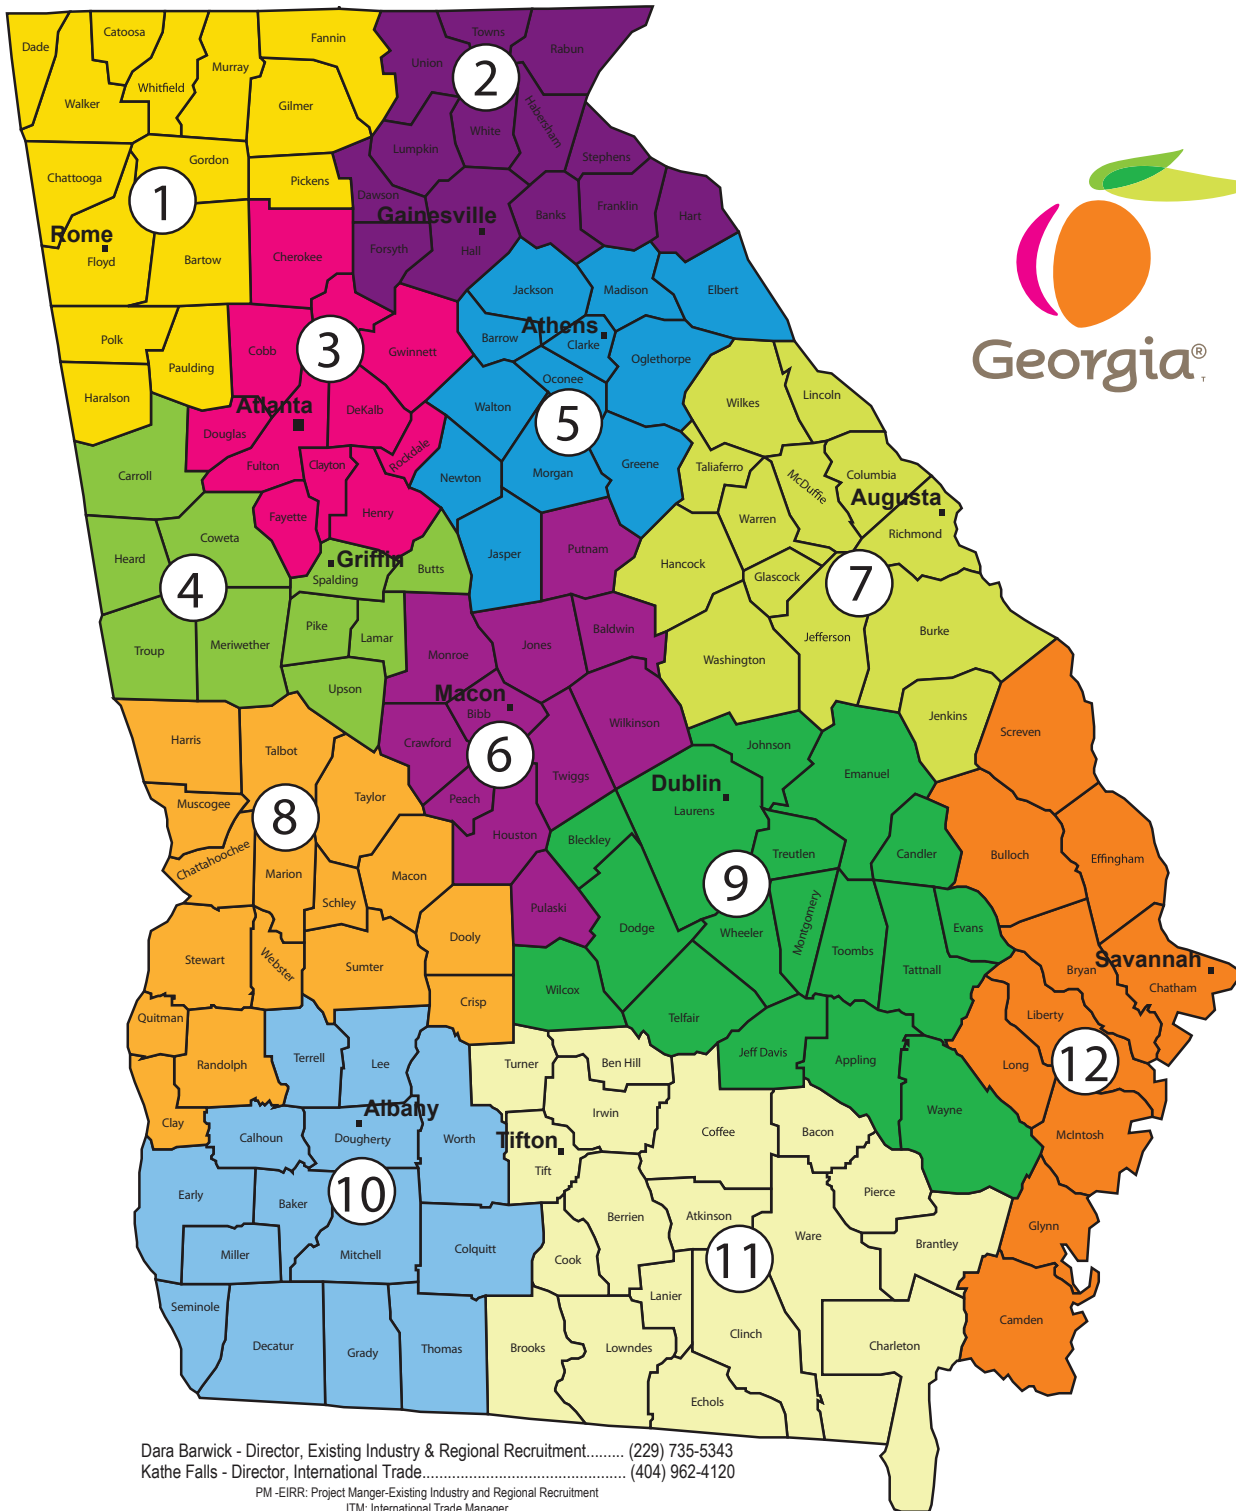 Dade
Catoosa
Walker
Whitfield
Murray
Fannin
Gilmer
Chattooga
Gordon
Pickens
1
Rome
Floyd
Bartow
Polk
Paulding
Haralson
Towns
Union
Rabun
2
White
Habersham
Lumpkin
Stephens
Dawson
Gainesville
Forsyth
Hall
Banks
Franklin
Hart
Cherokee
3
Cobb
Gwinnett
Atlanta
DeKalb
Douglas
Fulton
Clayton
Rockdale
Fayette
Henry
Carroll
Heard
Coweta
4
Griffin
Spalding
Butts
Troup
Meriwether
Pike
Lamar
Upson
Jackson
Madison
Elbert
Athens
Barrow
Clarke
Oglethorpe
Oconee
Walton
5
Newton
Morgan
Greene
Jasper
Putnam
Monroe
Jones
Baldwin
Macon
Bibb
Wilkinson
Crawford
6
Twiggs
Peach
Houston
Pulaski
Wilkes
Lincoln
Taliaferro
McDuffie
Columbia
Augusta
Warren
Richmond
Hancock
Glascock
7
Jefferson
Burke
Washington
Jenkins
Harris
Talbot
Muscogee
8
Taylor
Chattahoochee
Marion
Macon
Schley
Dooly
Stewart
Webster
Sumter
Crisp
Quitman
Randolph
Clay
Johnson
Emanuel
Dublin
Laurens
Bleckley
Treutlen
Candler
9
Dodge
Wheeler
Montgomery
Toombs
Evans
Tattnall
Wilcox
Telfair
Jeff Davis
Appling
Wayne
Terrell
Lee
Albany
Calhoun
Dougherty
Worth
Early
Baker
10
Miller
Mitchell
Colquitt
Seminole
Decatur
Grady
Thomas
Turner
Ben Hill
Irwin
Tifton
Tift
Coffee
Bacon
Pierce
Berrien
Atkinson
Ware
Brantley
Cook
11
Lanier
Clinch
Brooks
Lowndes
Charleton
Echols
Screven
Bulloch
Effingham
Bryan
Savannah
Chatham
Liberty
Long
12
McIntosh
Glynn
Camden
Georgia®
Dara Barwick - Director, Existing Industry & Regional Recruitment......... (229) 735-5343
Kathe Falls - Director, International Trade................................................ (404) 962-4120
PM -EIRR: Project Manger-Existing Industry and Regional Recruitment
ITM: International Trade Manager